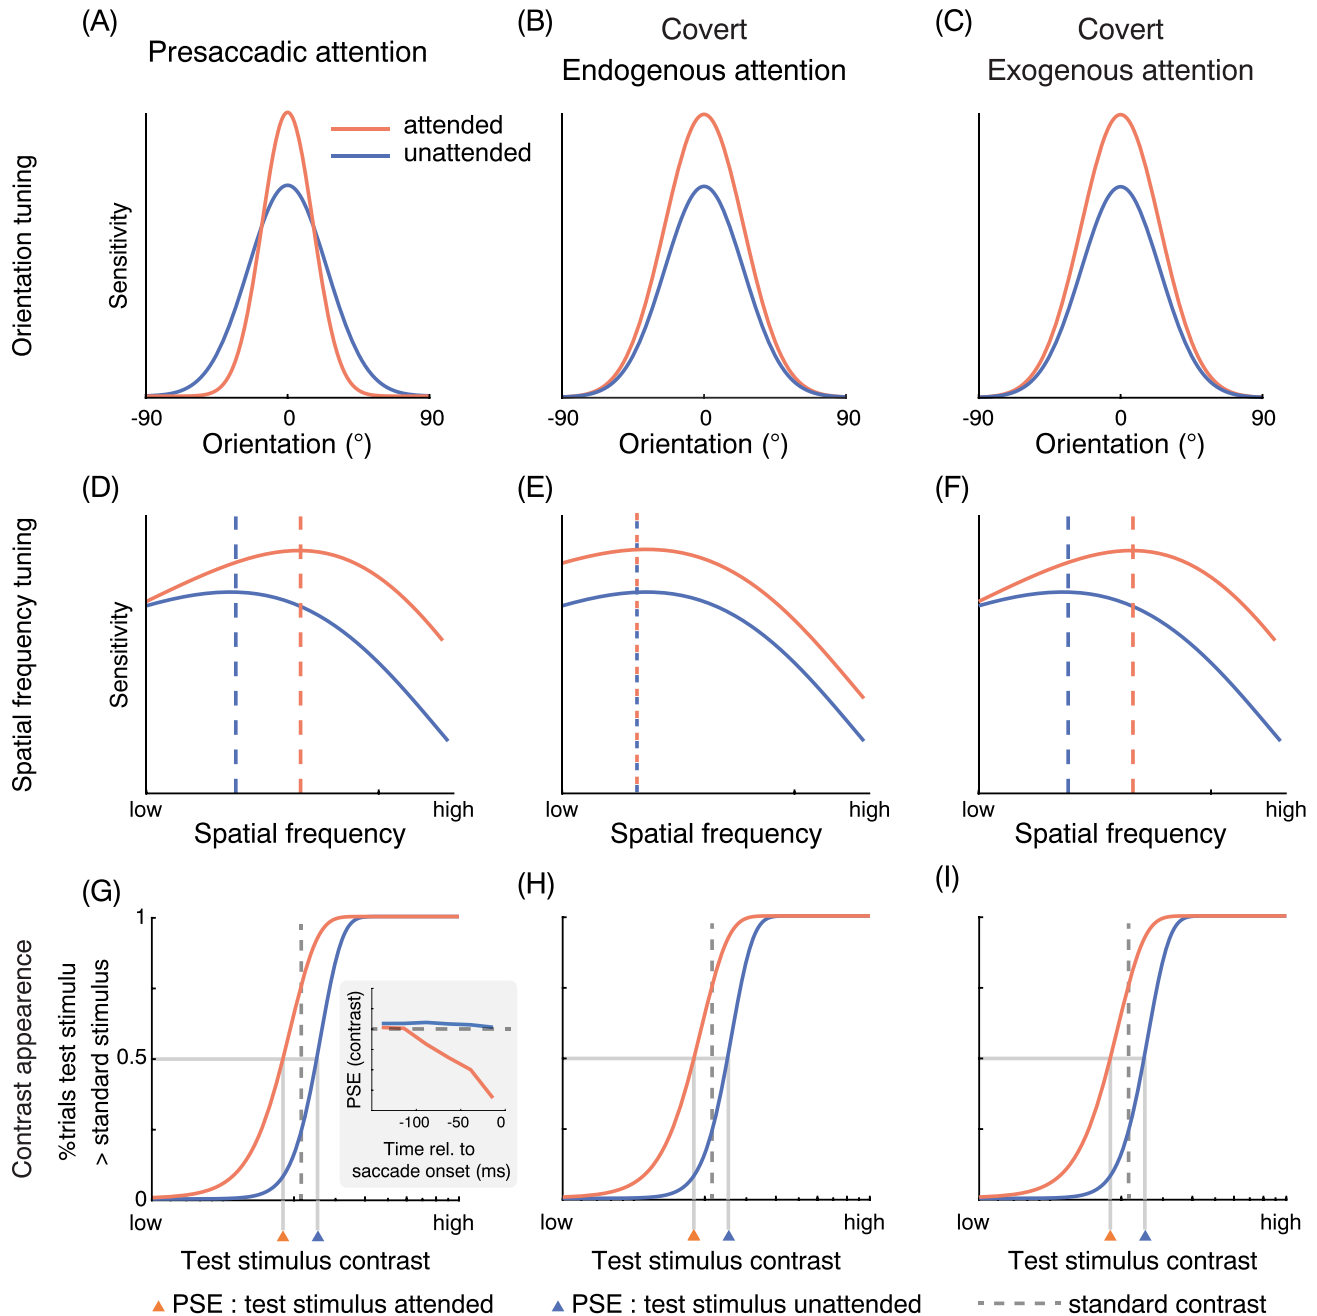 (A)
Presaccadic attention
(B)
Covert
Endogenous attention
(C)
Covert
Exogenous attention
attended
unattended
Orientation tuning
Sensitivity
-90 0 90
Orientation (°)
-90 0 90
Orientation (°)
-90 0 90
Orientation (°)
(D)
(E)
(F)
Spatial frequency tuning
Sensitivity
low high
Spatial frequency
low high
Spatial frequency
low high
Spatial frequency
(G)
(H)
(I)
Contrast appearence
%trials test stimulu
> standard stimulus
1
0.5
0
PSE (contrast)
-100 -50 0
Time rel. to
saccade onset (ms)
low high
Test stimulus contrast
low high
Test stimulus contrast
low high
Test stimulus contrast
PSE : test stimulus attended
PSE : test stimulus unattended
standard contrast